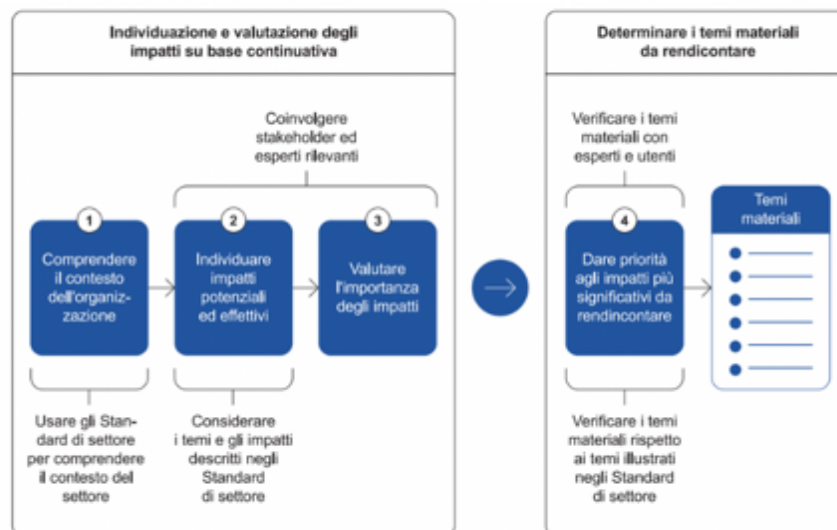 Individuazione e valutazione degli
impatti su base continuativa
Coinvolgere
stakeholder ed
esperti rilevanti
1
Comprendere
il contesto
dell'organiz-
zazione
2
Individuare
impatti
potenziali
ed effettivi
3
Valutare
l'importanza
degli impatti
Usare gli Stan-
dard di settore
per comprendere
il contesto del
settore
Considerare
i temi e gli impatti
descritti negli
Standard
di settore
Determinare i temi materiali
da rendicontare
Verificare i temi
materiali con
esperti e utenti
4
Dare priorità
agli impatti più
significativi da
rendincontare
Temi
materiali
Verificare i temi
materiali rispetto
ai temi illustrati
negli Standard
di settore